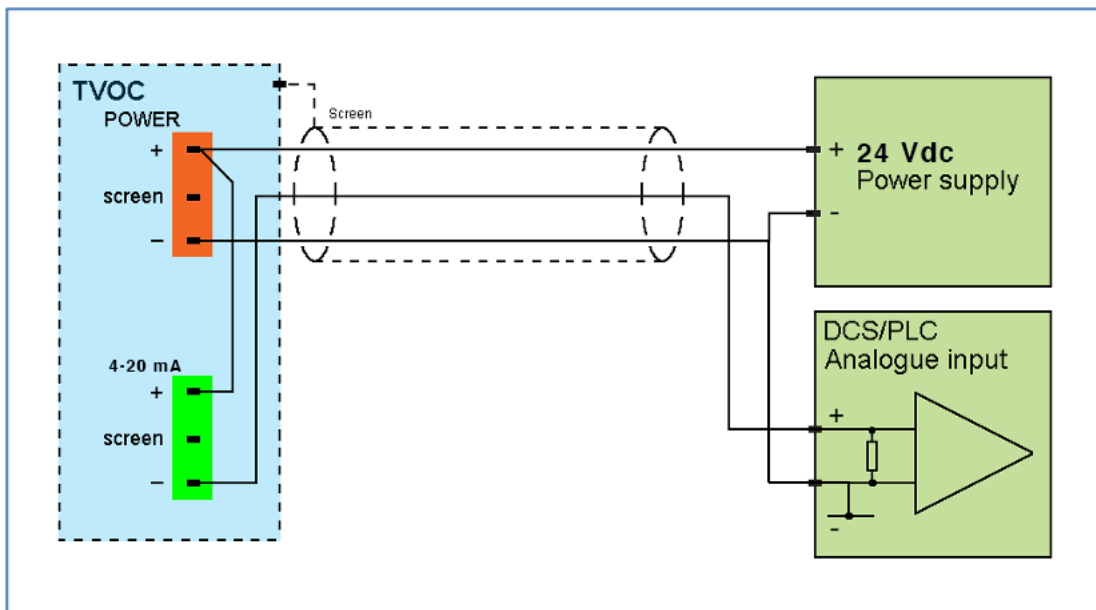 TVOC
POWER
+
screen
−
4-20 mA
+
screen
−
Screen
+ 24 Vdc
Power supply
-
DCS/PLC
Analogue input
+
-